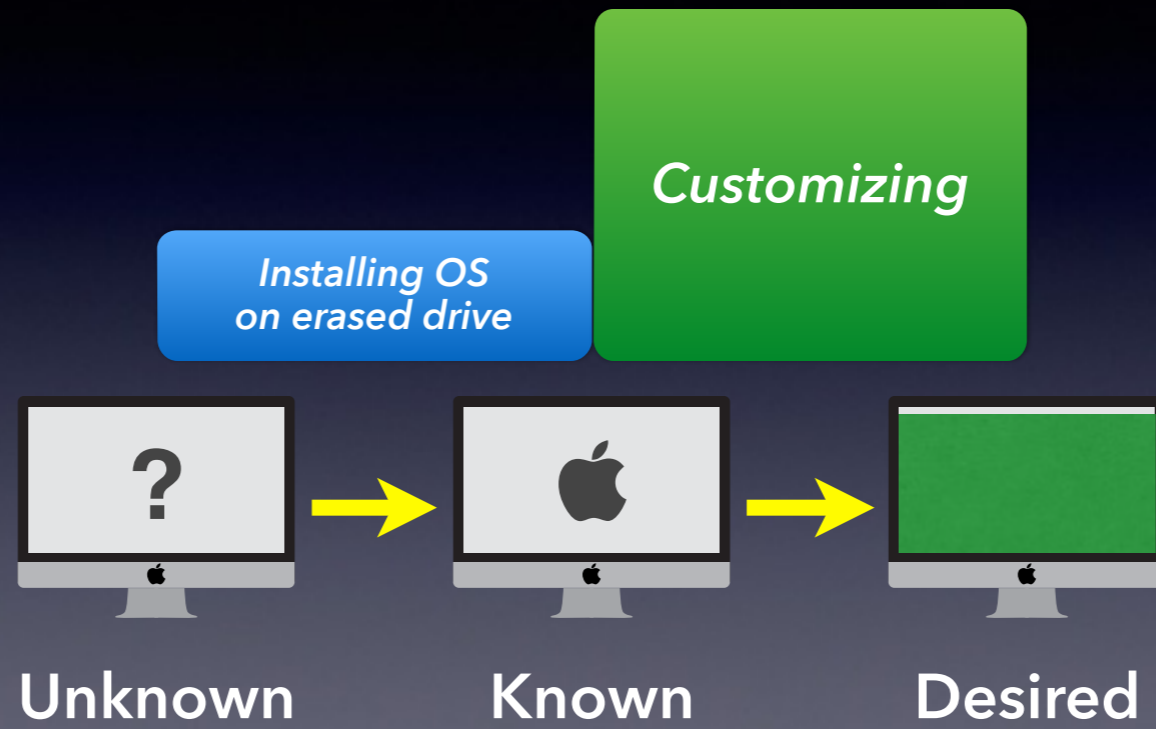 Customizing
Installing OS
on erased drive
?
Unknown
Known
Desired